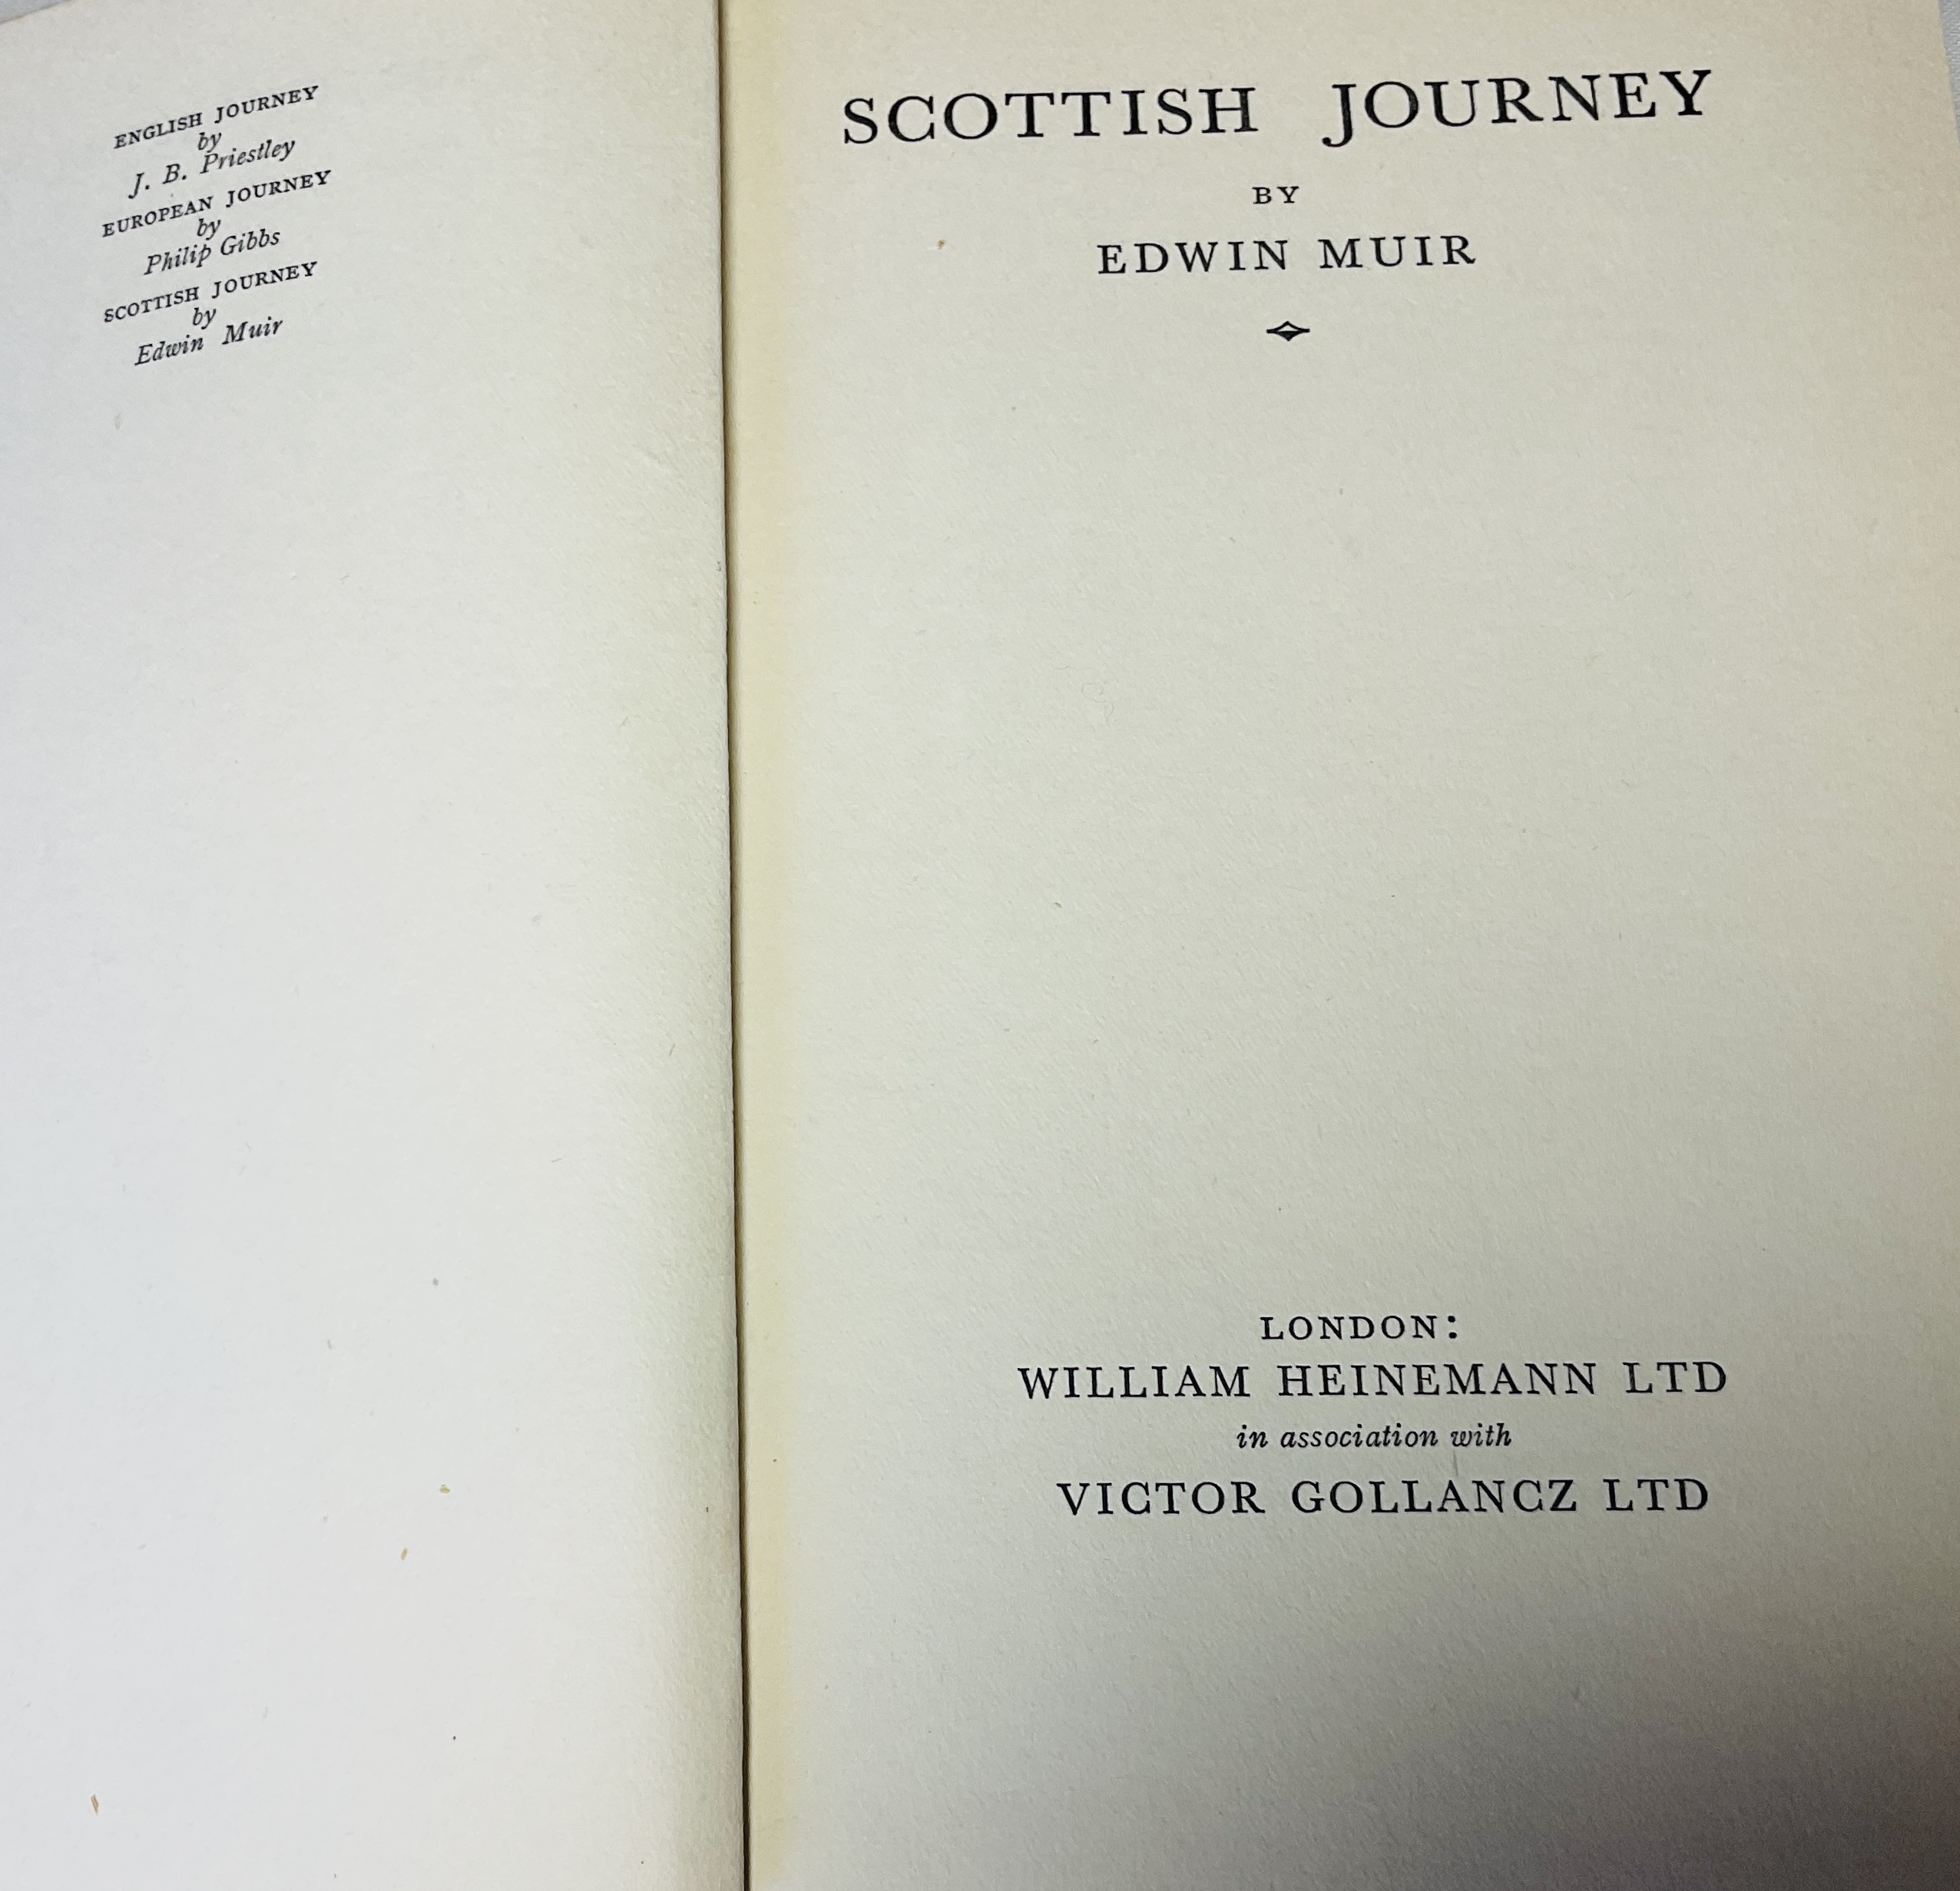 ENGLISH JOURNEY
by
J. B. Priestley
EUROPEAN JOURNEY
by
Philip Gibbs
SCOTTISH JOURNEY
by
Edwin Muir
SCOTTISH JOURNEY
BY
EDWIN MUIR
LONDON:
WILLIAM HEINEMANN LTD
in association with
VICTOR GOLLANCZ LTD